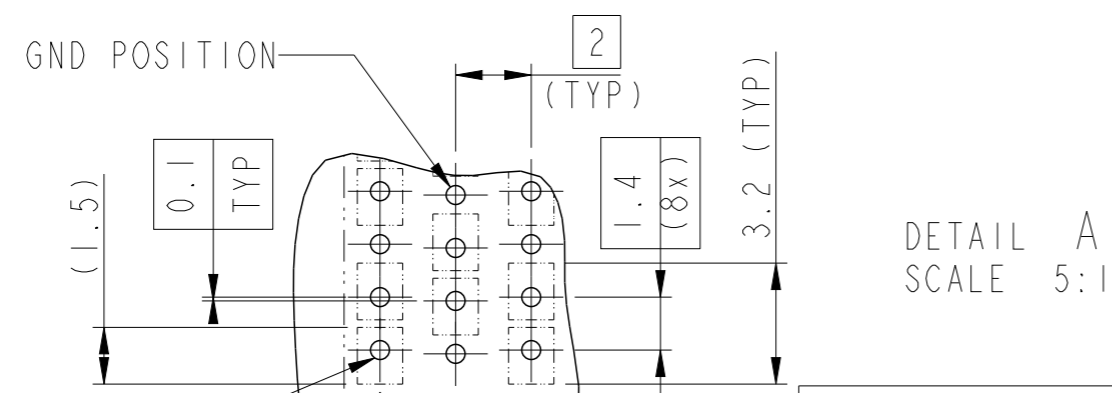 GND POSITION
2
(TYP)
0.1
TYP
(1.5)
1.4
(8x)
3.2 (TYP)
DETAIL A
SCALE 5:1